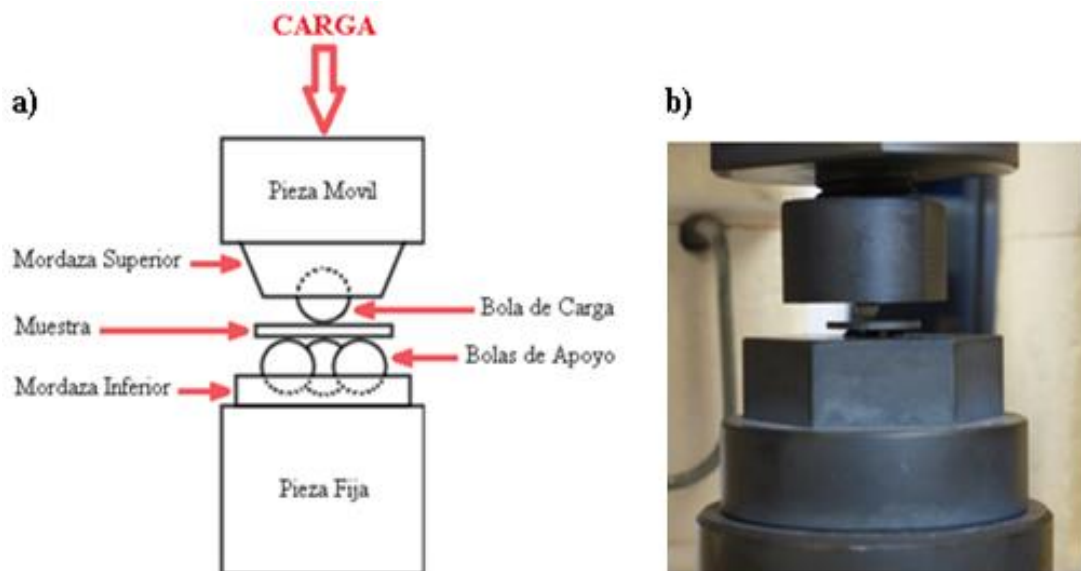 CARGA
a)
b)
Pieza Movil
Mordaza Superior
Bola de Carga
Muestra
Bolas de Apoyo
Mordaza Inferior
Pieza Fija